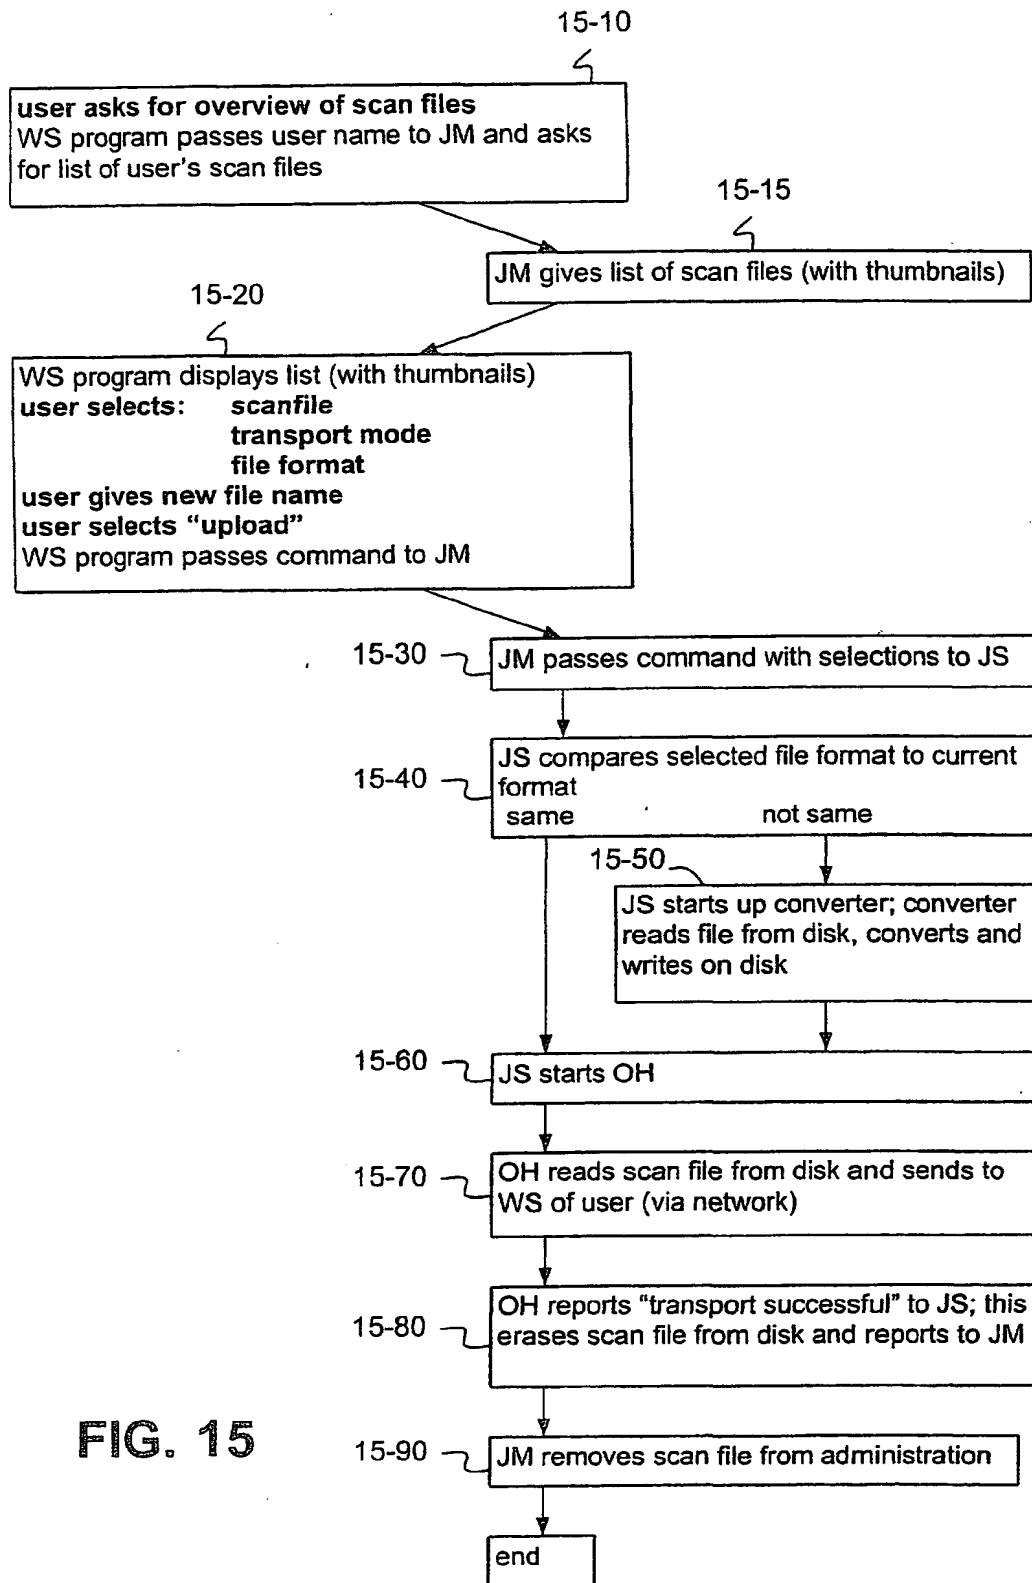 15-10
user asks for overview of scan files
WS program passes user name to JM and asks
for list of user's scan files
15-15
JM gives list of scan files (with thumbnails)
15-20
WS program displays list (with thumbnails)
user selects: scanfile
transport mode
file format
user gives new file name
user selects “upload”
WS program passes command to JM
15-30
JM passes command with selections to JS
15-40
JS compares selected file format to current
format
same not same
15-50
JS starts up converter; converter
reads file from disk, converts and
writes on disk
15-60
JS starts OH
15-70
OH reads scan file from disk and sends to
WS of user (via network)
15-80
OH reports “transport successful” to JS; this
erases scan file from disk and reports to JM
15-90
JM removes scan file from administration
end
FIG. 15